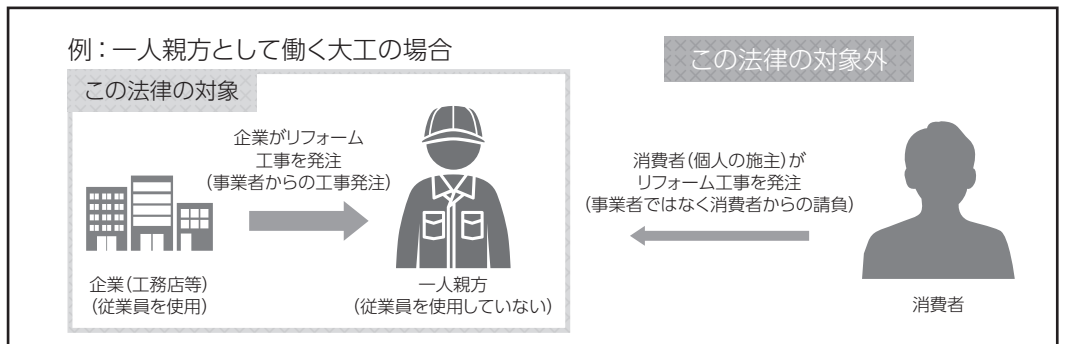 例：一人親方として働く大工の場合
この法律の対象
この法律の対象外
企業がリフォーム
工事を発注
(事業者からの工事発注)
消費者(個人の施主)が
リフォーム工事を発注
(事業者ではなく消費者からの請負)
企業(工務店等)
(従業員を使用)
一人親方
(従業員を使用していない)
消費者